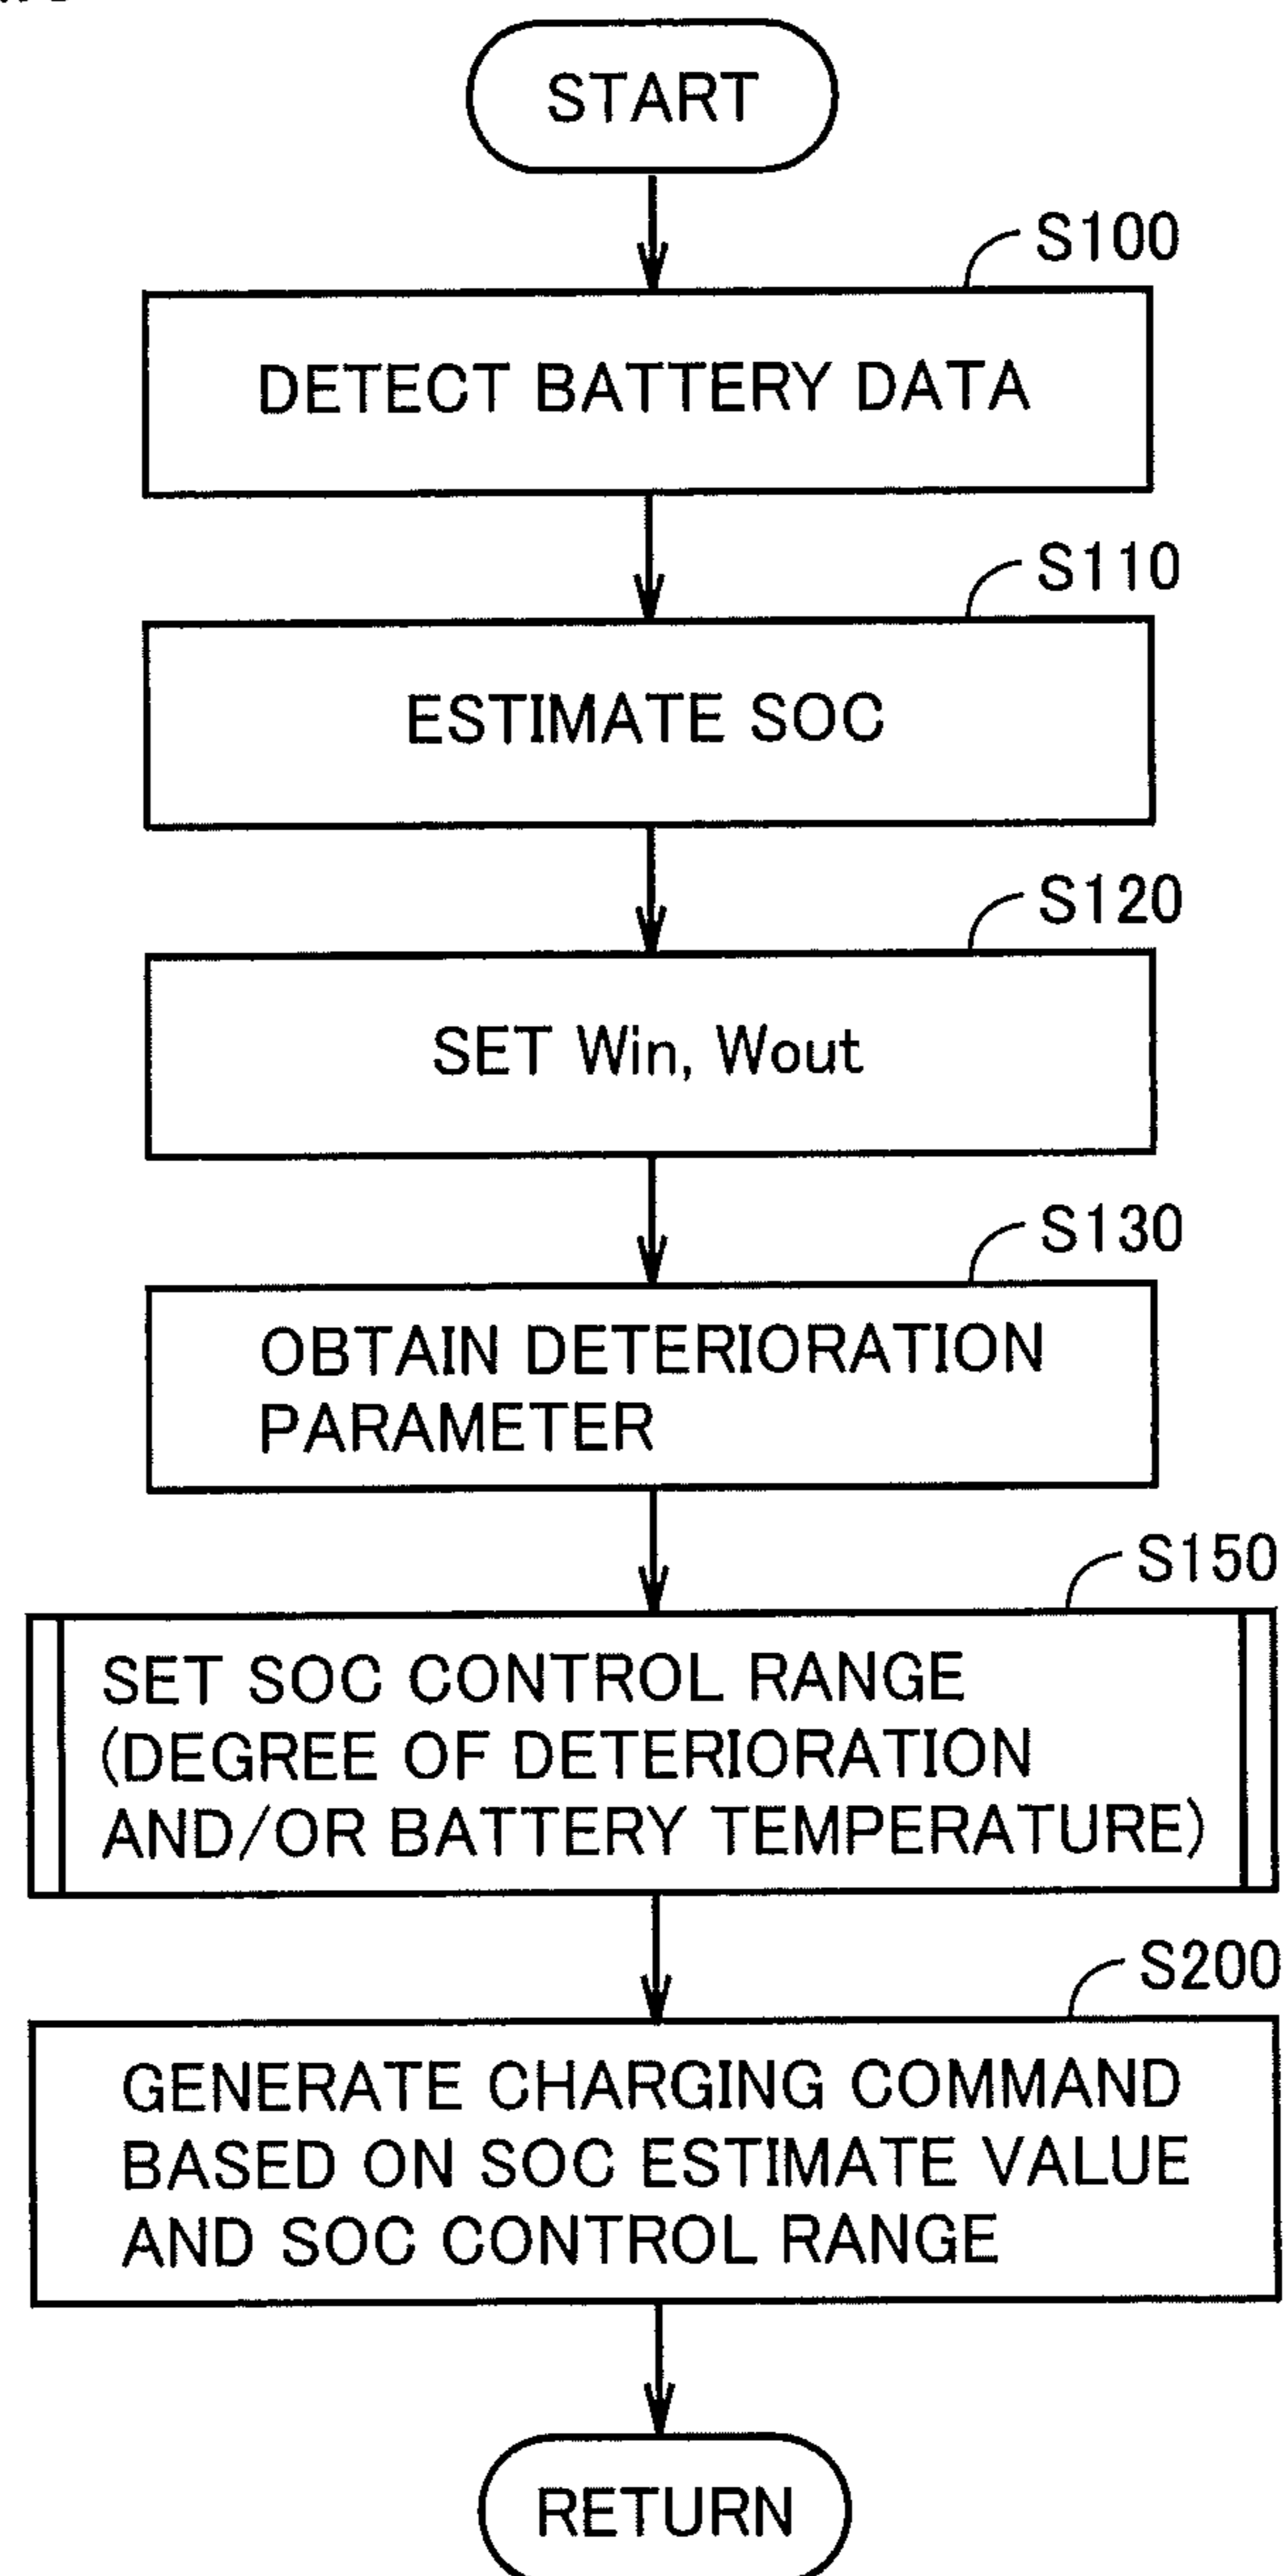 START
S100
DETECT BATTERY DATA
S110
ESTIMATE SOC
S120
SET Win, Wout
S130
OBTAIN DETERIORATION
PARAMETER
S150
SET SOC CONTROL RANGE
(DEGREE OF DETERIORATION
AND/OR BATTERY TEMPERATURE)
S200
GENERATE CHARGING COMMAND
BASED ON SOC ESTIMATE VALUE
AND SOC CONTROL RANGE
RETURN